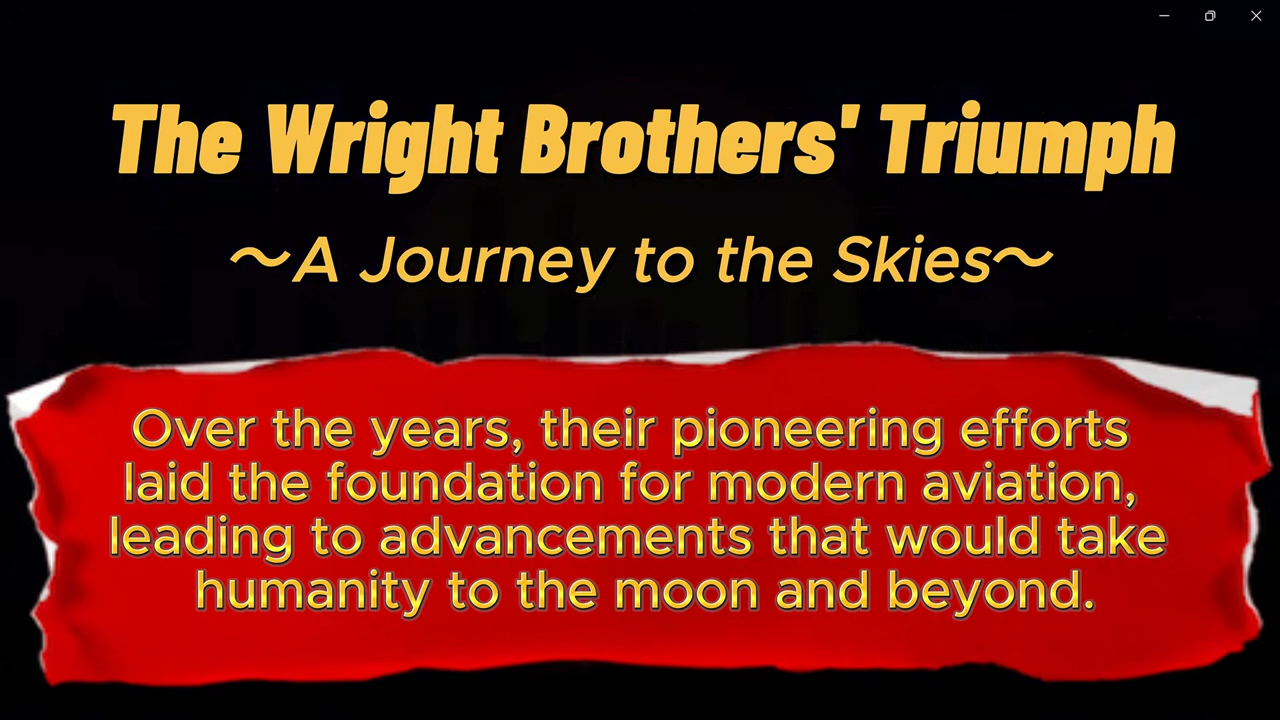 The Wright Brothers' Triumph
～A Journey to the Skies～
Over the years, their pioneering efforts
laid the foundation for modern aviation,
leading to advancements that would take
humanity to the moon and beyond.